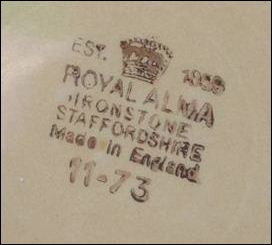 EST.
ROYAL ALMA
IRONSTONE
STAFFORDSHIRE
Made in England
11-73